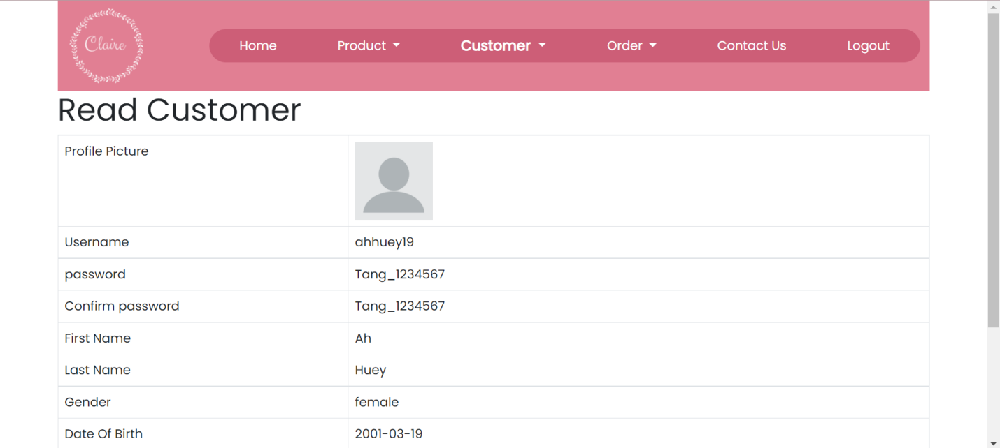 Claire
Home Product Customer Order Contact Us Logout
Read Customer
Profile Picture
Username ahhuey19
password Tang_1234567
Confirm password Tang_1234567
First Name Ah
Last Name Huey
Gender female
Date Of Birth 2001-03-19